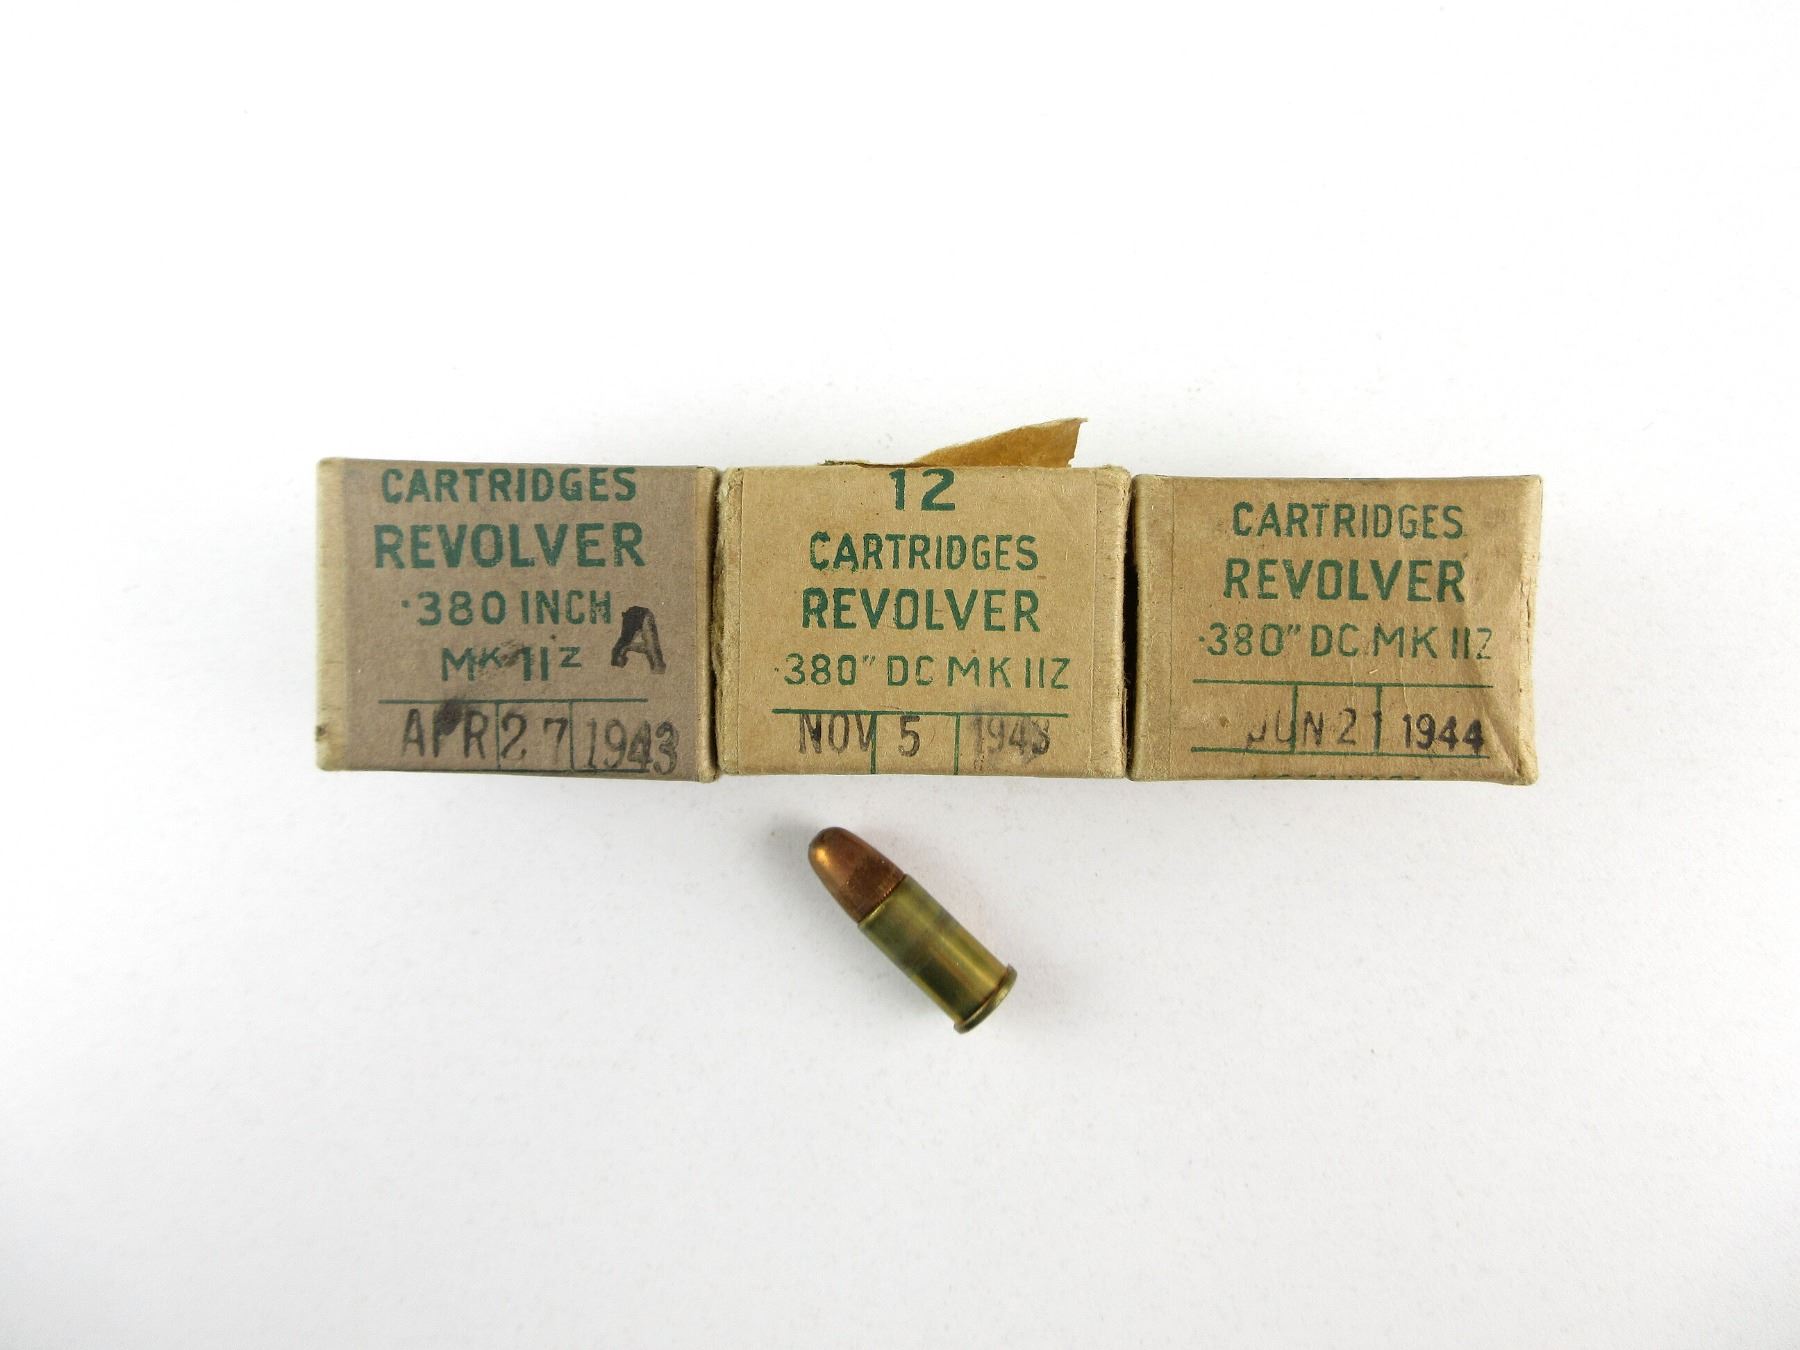 CARTRIDGES
REVOLVER
·380 INCH
MK IIZ A
APR 27 1943
12
CARTRIDGES
REVOLVER
·380" DC MK IIZ
NOV 5 1943
CARTRIDGES
REVOLVER
·380" DC MK IIZ
JUN 21 1944